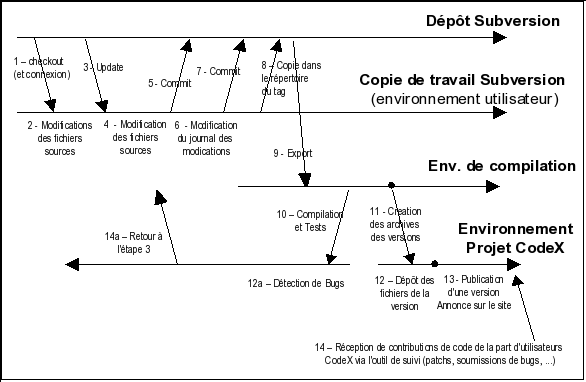 Dépôt Subversion
1 – checkout
(et connexion)
3 - Update
5 - Commit
7 - Commit
8 – Copie dans
le répertoire
du tag
Copie de travail Subversion
(environnement utilisateur)
2 - Modifications
des fichiers
sources
4 - Modification
des fichiers
sources
6 - Modification
du journal des
modications
9 - Export
Env. de compilation
10 – Compilation
et Tests
11 - Creation
des archives
des versions
Environnement
Projet CodeX
14a – Retour à
l'étape 3
12a – Détection de Bugs
12 – Dépôt des
fichiers de la
version
13 - Publication
d'une version
Annonce sur le site
14 – Réception de contributions de code de la part d'utilisateurs
CodeX via l'outil de suivi (patchs, soumissions de bugs, ...)